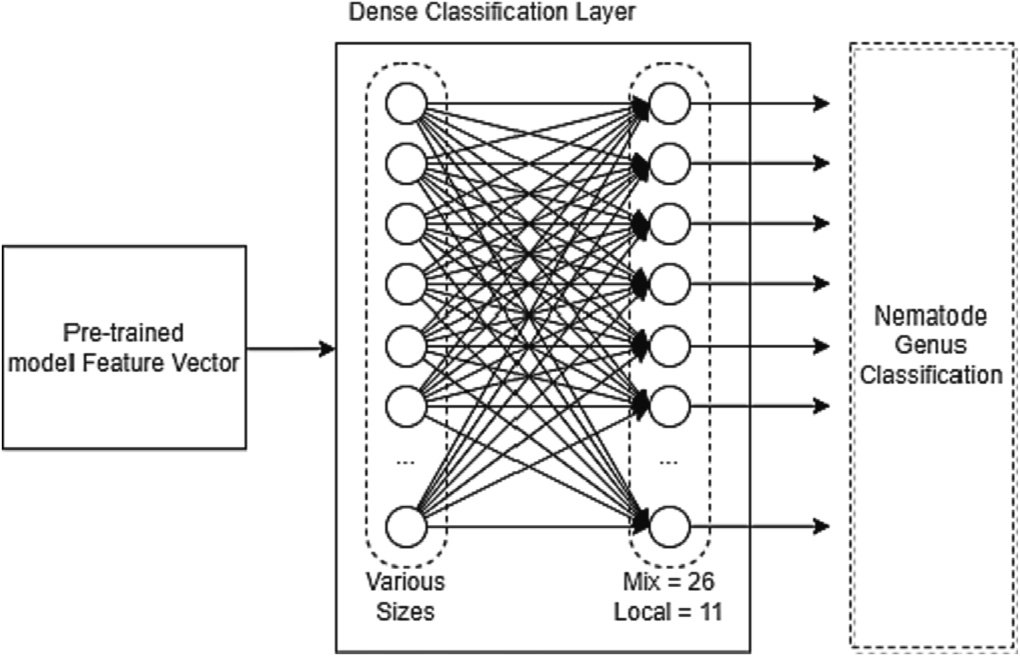 Dense Classification Layer
Pre-trained
model Feature Vector
...
...
Various
Sizes
Mix = 26
Local = 11
Nematode
Genus
Classification